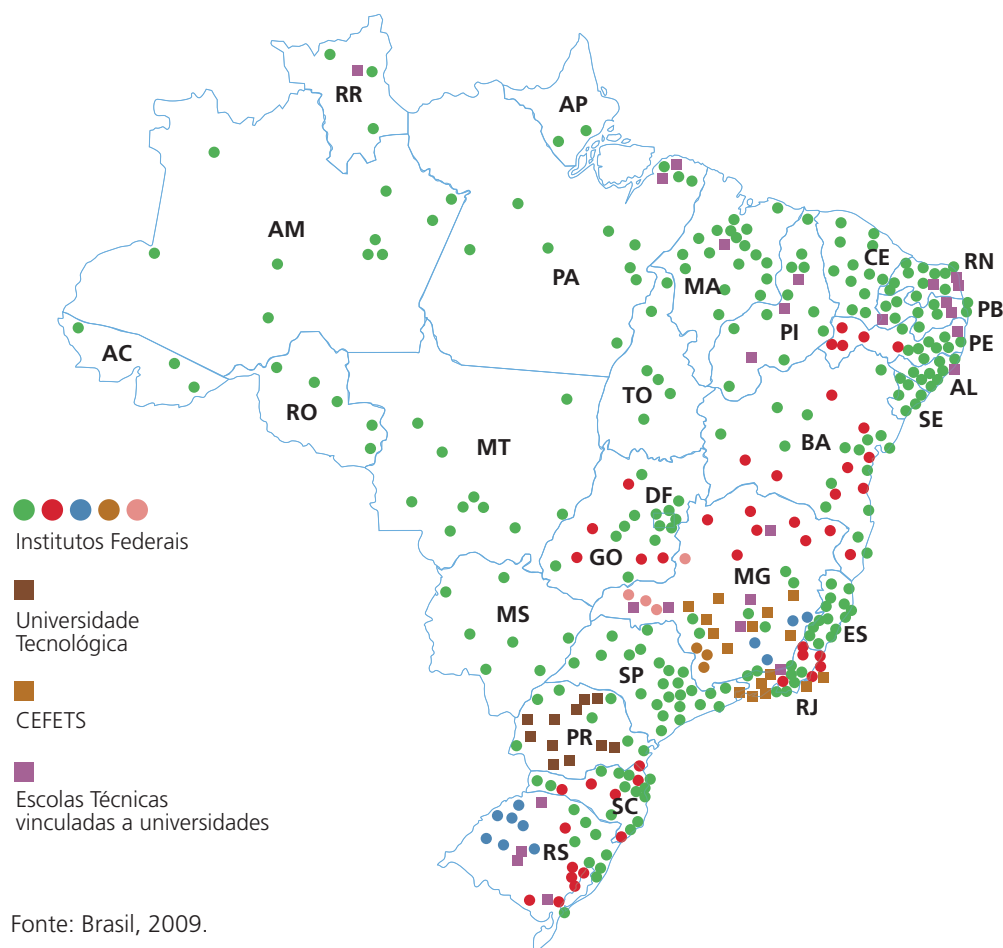 RR
AP
AM
PA
MA
CE
RN
PB
PI
PE
AC
AL
TO
SE
RO
BA
MT
DF
Institutos Federais
GO
MG
MS
Universidade
Tecnológica
ES
SP
RJ
CEFETS
PR
Escolas Técnicas
vinculadas a universidades
SC
RS
Fonte: Brasil, 2009.